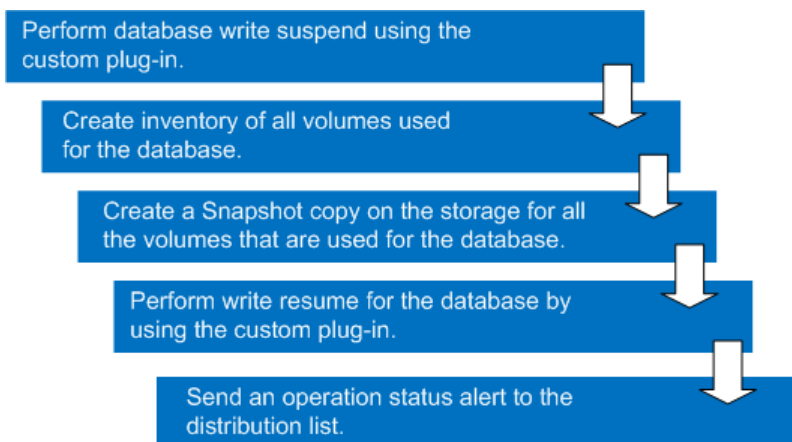 Perform database write suspend using the
custom plug-in.
Create inventory of all volumes used
for the database.
Create a Snapshot copy on the storage for all
the volumes that are used for the database.
Perform write resume for the database by
using the custom plug-in.
Send an operation status alert to the
distribution list.